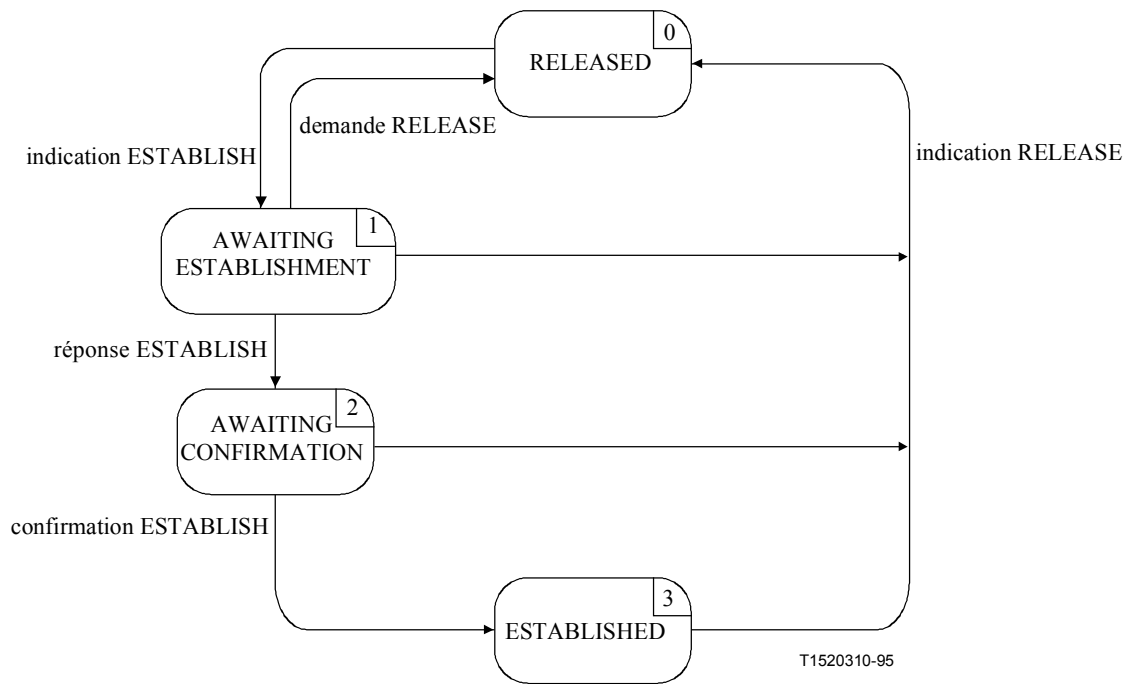 0
RELEASED
demande RELEASE
indication ESTABLISH
indication RELEASE
1
AWAITING
ESTABLISHMENT
réponse ESTABLISH
2
AWAITING
CONFIRMATION
confirmation ESTABLISH
3
ESTABLISHED
T1520310-95